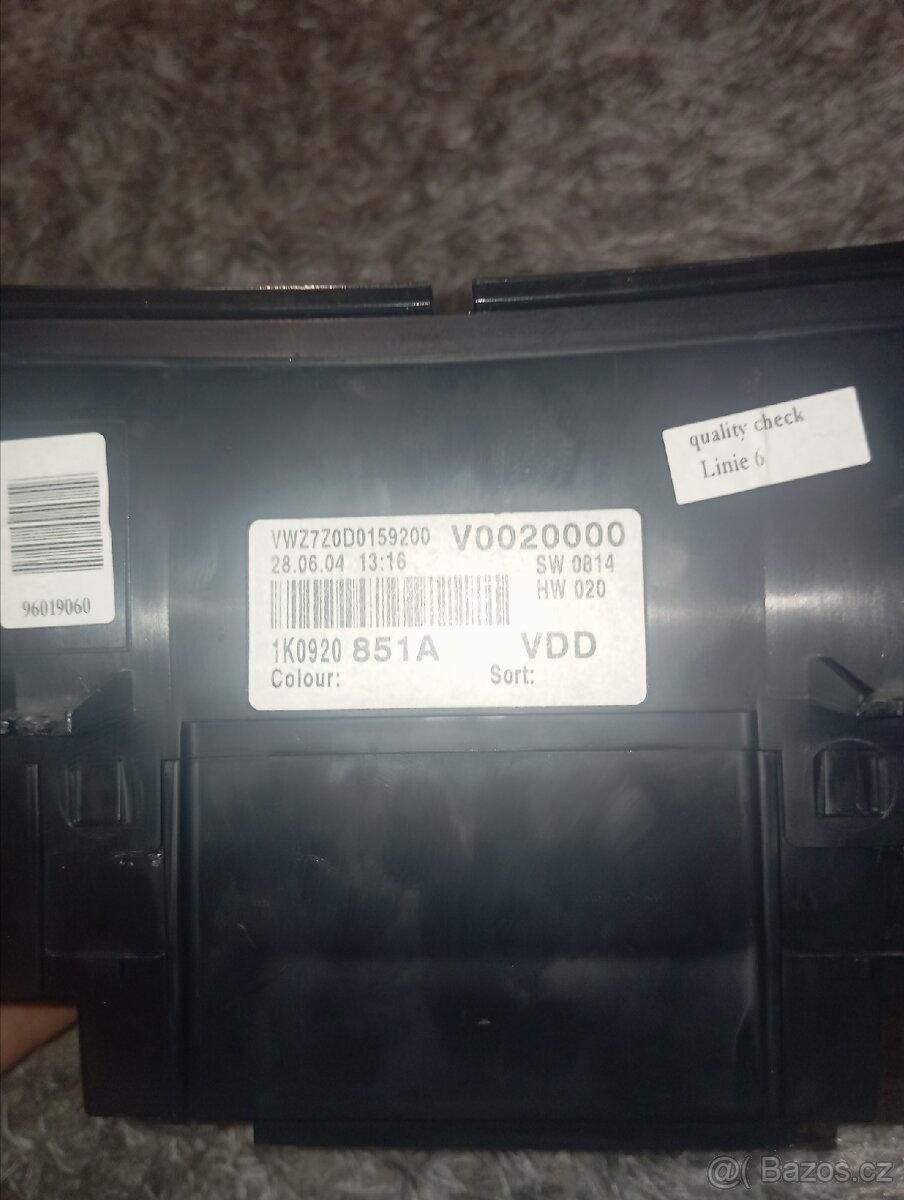 quality check
Linie 6
VWZ7Z0D0159200 V0020000
28.06.04 13:16 SW 0814
HW 020
96019060
1K0920 851A VDD
Colour: Sort:
@( Bazos.cz